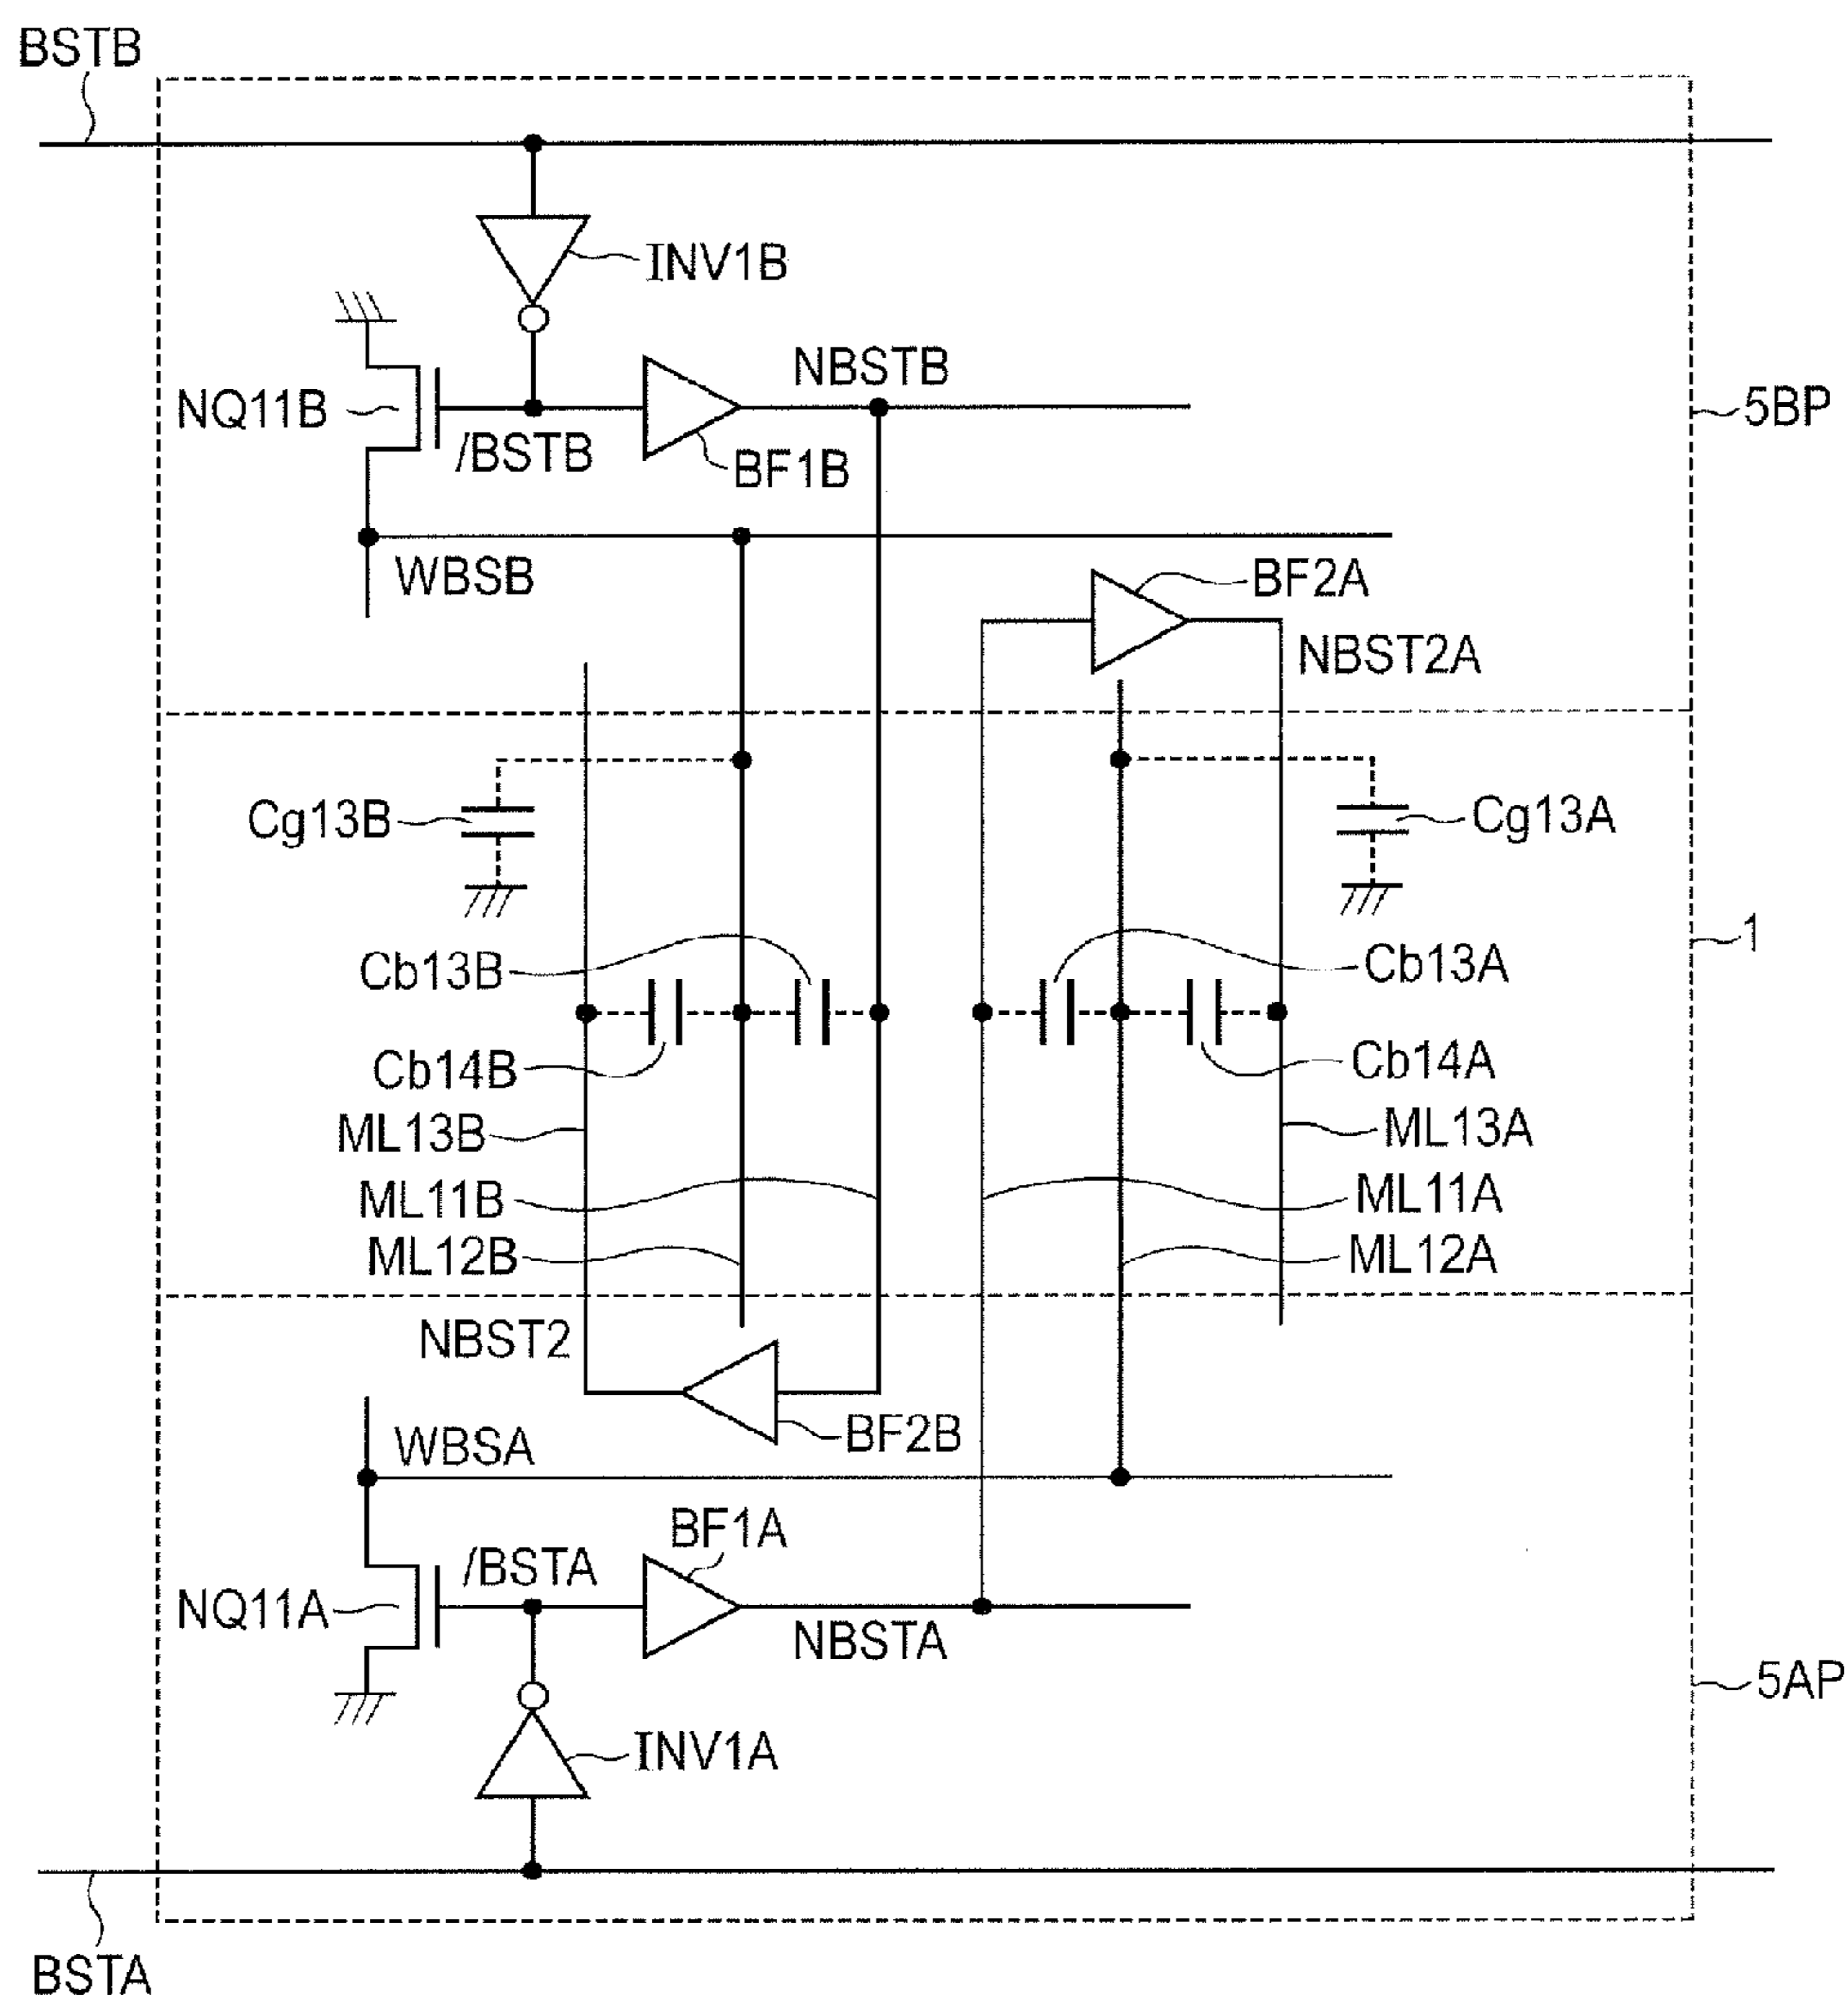 BSTB
INV1B
NBSTB
NQ11B
5BP
/BSTB
BF1B
WBSB
BF2A
NBST2A
Cg13B
Cg13A
1
Cb13B
Cb13A
Cb14B
Cb14A
ML13B
ML13A
ML11B
ML11A
ML12B
ML12A
NBST2
BF2B
WBSA
BF1A
/BSTA
NQ11A
NBSTA
5AP
INV1A
BSTA